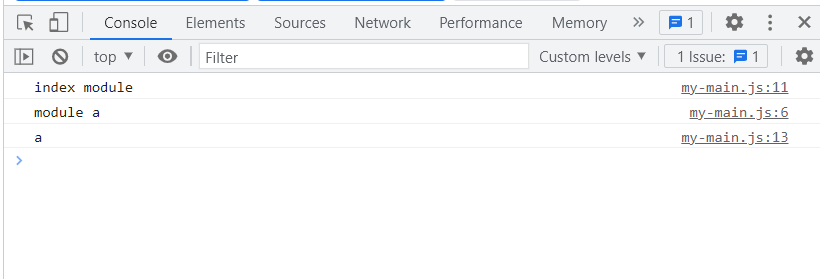 Console Elements Sources Network Performance Memory » 1
top ▼ Filter Custom levels ▼ 1 Issue: 1
index module my-main.js:11
module a my-main.js:6
a my-main.js:13
>